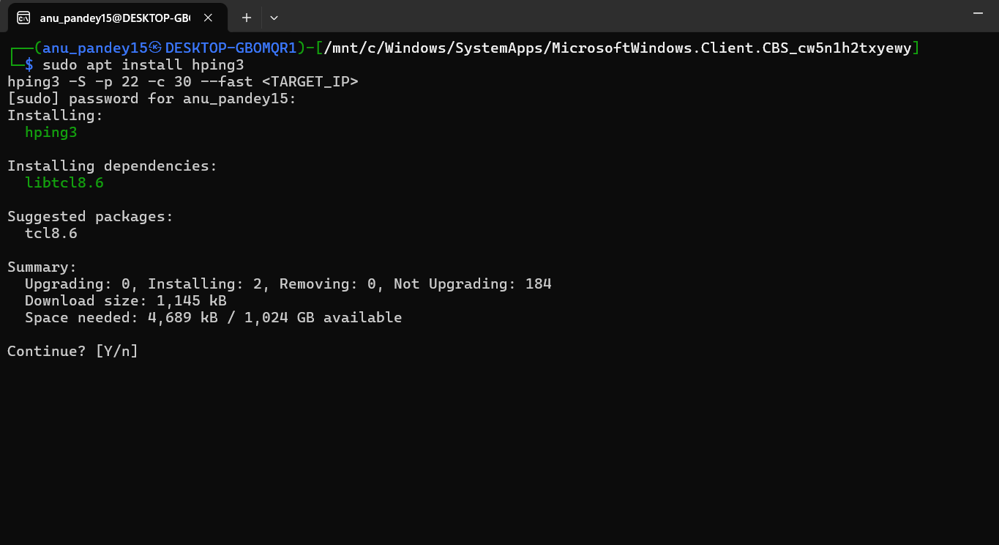 anu_pandey15@DESKTOP-GB
┌──(anu_pandey15㉿DESKTOP-GBOMQR1)-[/mnt/c/Windows/SystemApps/MicrosoftWindows.Client.CBS_cw5n1h2txyewy]
└─$ sudo apt install hping3
hping3 -S -p 22 -c 30 --fast <TARGET_IP>
[sudo] password for anu_pandey15:
Installing:
  hping3

Installing dependencies:
  libtcl8.6

Suggested packages:
  tcl8.6

Summary:
  Upgrading: 0, Installing: 2, Removing: 0, Not Upgrading: 184
  Download size: 1,145 kB
  Space needed: 4,689 kB / 1,024 GB available

Continue? [Y/n]